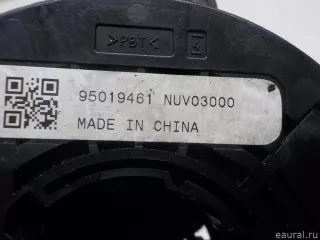 >PBT<
95019461 NUV03000
MADE IN CHINA
eaural.ru